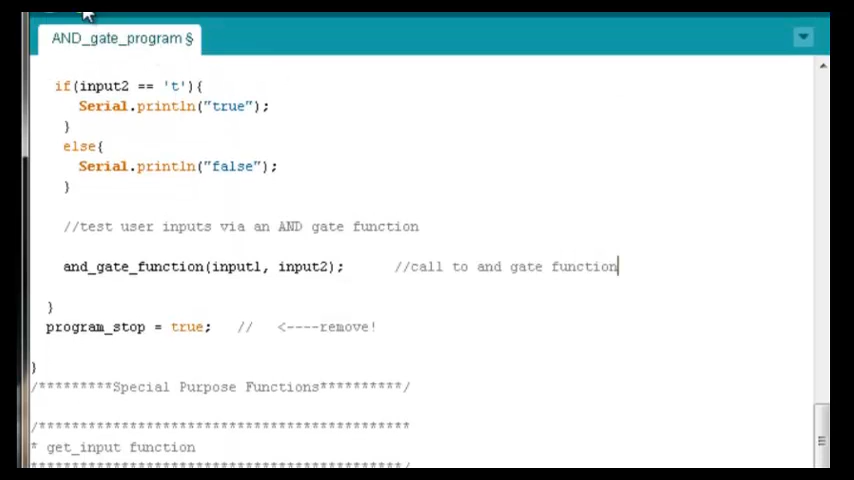 AND_gate_program §
if(input2 == 't'){
Serial.println("true");
}
else{
Serial.println("false");
}
//test user inputs via an AND gate function
and_gate_function(input1, input2); //call to and gate function
}
program_stop = true; // <----remove!
}
/*********Special Purpose Functions**********/
/*********************************************
* get_input function
*********************************************/